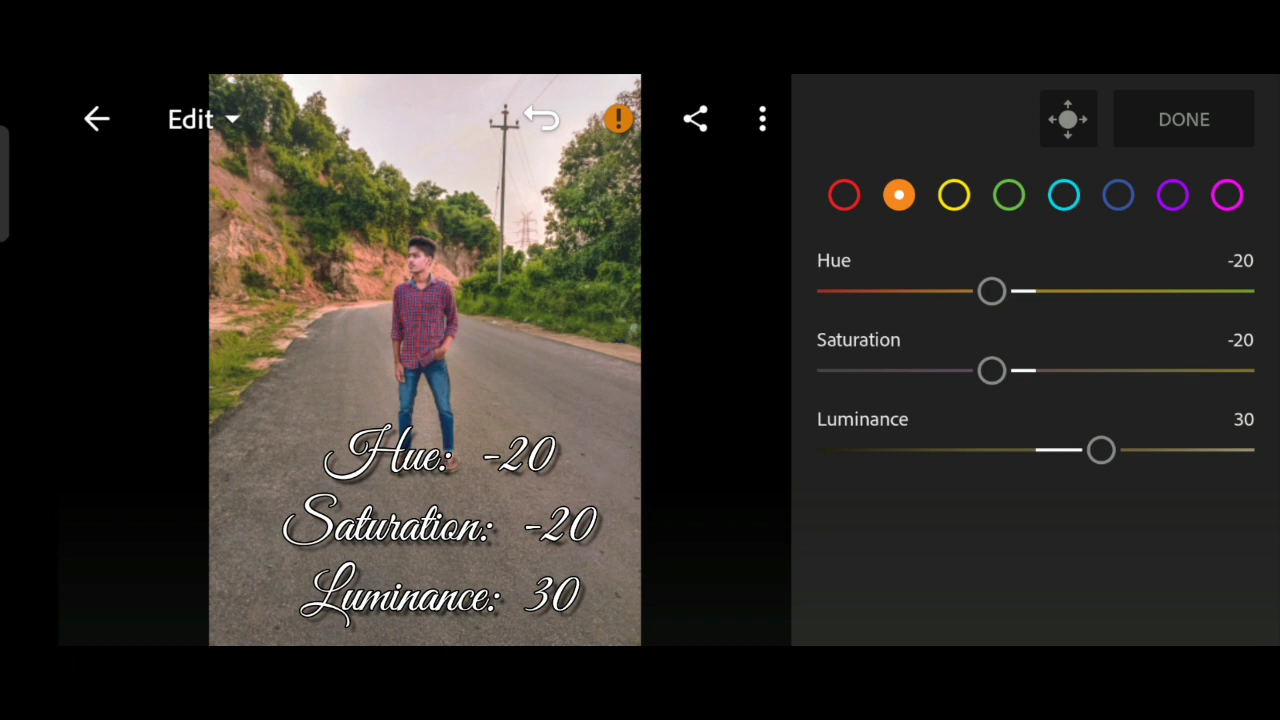 Edit
DONE
Hue -20
Saturation -20
Luminance 30
Hue: -20
Saturation: -20
Luminance: 30